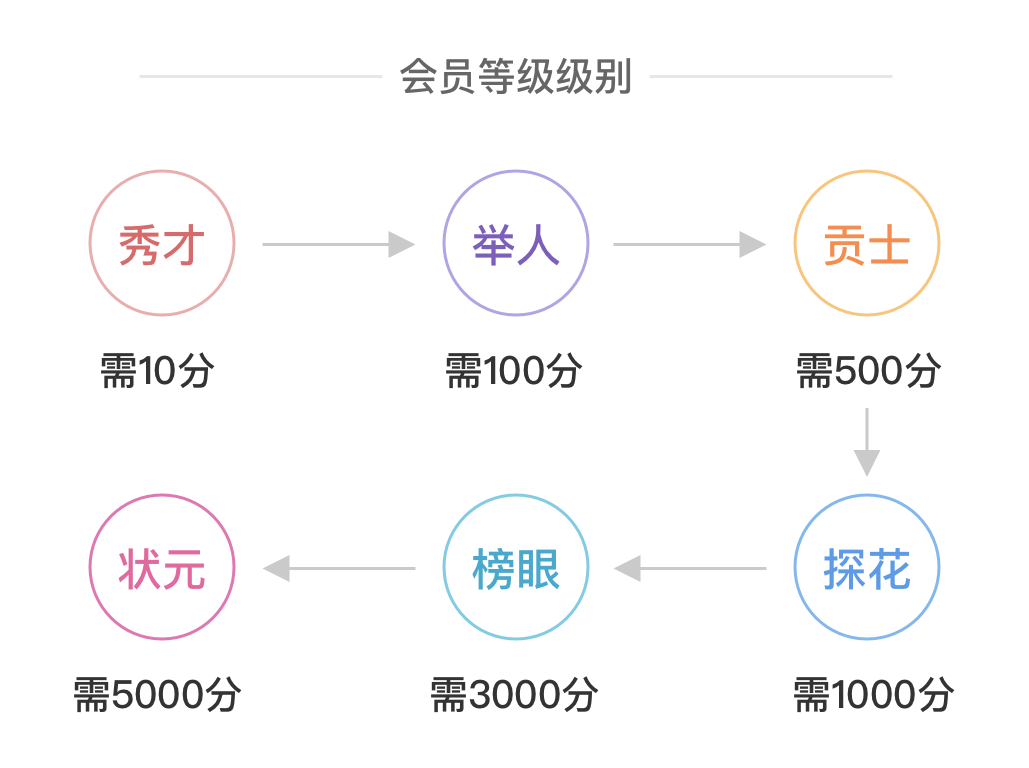 会员等级级别
秀才
举人
贡士
需10分
需100分
需500分
状元
榜眼
探花
需5000分
需3000分
需1000分